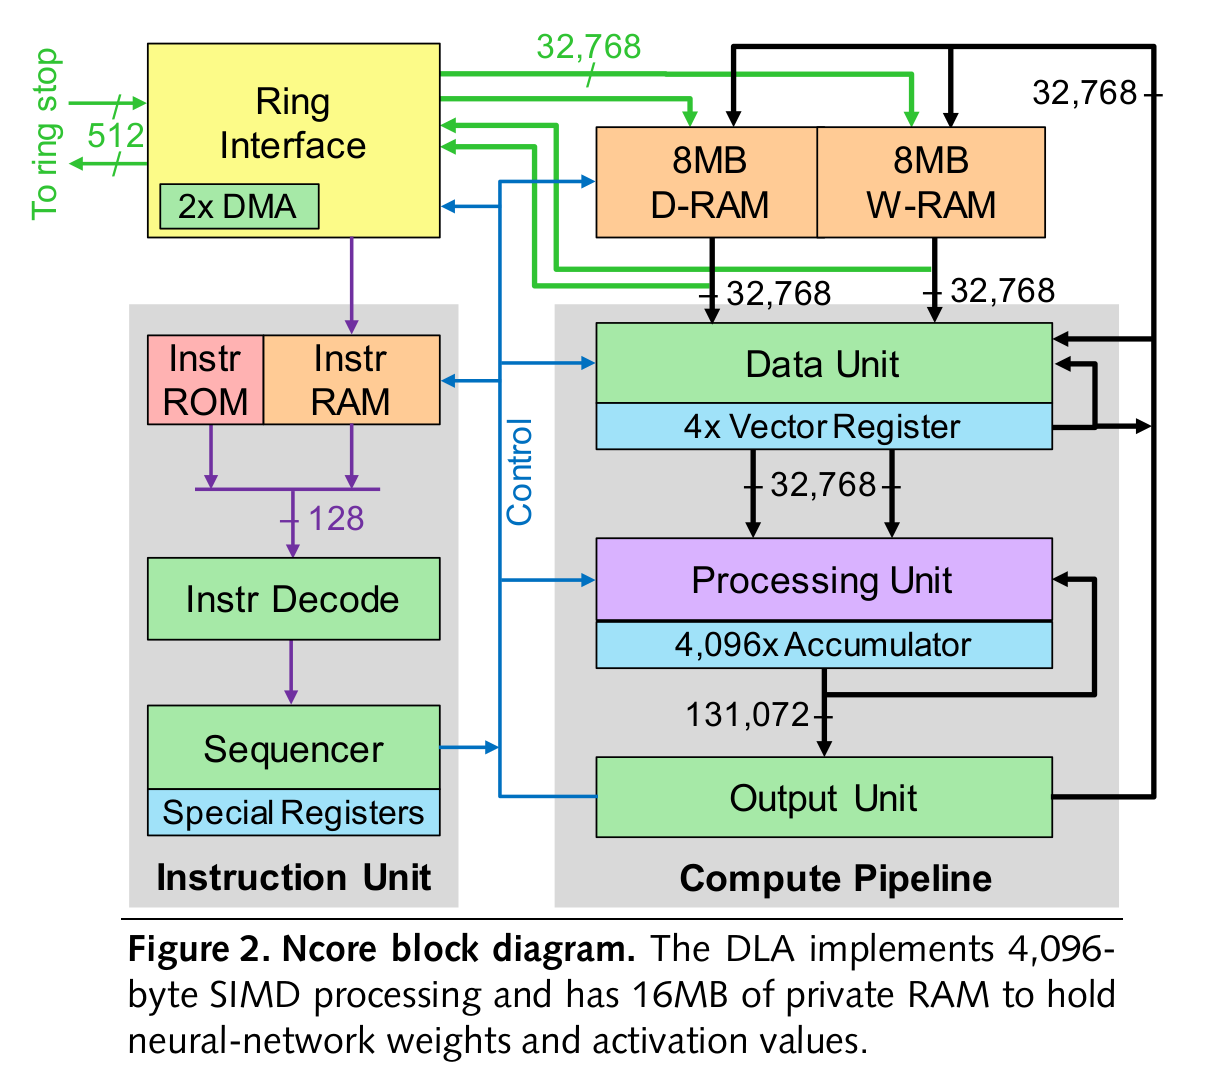 To ring stop
512
Ring
Interface
2x DMA
32,768
32,768
8MB
D-RAM
8MB
W-RAM
32,768
32,768
Instr
ROM
Instr
RAM
128
Instr Decode
Sequencer
Special Registers
Instruction Unit
Control
Data Unit
4x Vector Register
32,768
Processing Unit
4,096x Accumulator
131,072
Output Unit
Compute Pipeline
Figure 2. Ncore block diagram. The DLA implements 4,096-
byte SIMD processing and has 16MB of private RAM to hold
neural-network weights and activation values.